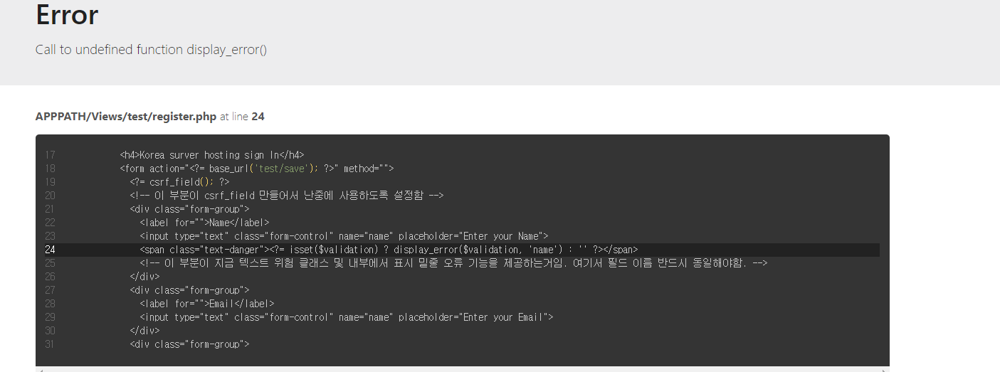 Error
Call to undefined function display_error()
APPPATH/Views/test/register.php at line 24
17 <h4>Korea surver hosting sign In</h4>
18 <form action="<?= base_url('test/save'); ?>" method="">
19 <?= csrf_field(); ?>
20 <!-- 이 부분이 csrf_field 만들어서 난중에 사용하도록 설정함 -->
21 <div class="form-group">
22 <label for="">Name</label>
23 <input type="text" class="form-control" name="name" placeholder="Enter your Name">
24 <span class="text-danger"><?= isset($validation) ? display_error($validation, 'name') : '' ?></span>
25 <!-- 이 부분이 지금 텍스트 위험 클래스 및 내부에서 표시 밑줄 오류 기능을 제공하는거임. 여기서 필드 이름 반드시 동일해야함. -->
26 </div>
27 <div class="form-group">
28 <label for="">Email</label>
29 <input type="text" class="form-control" name="name" placeholder="Enter your Email">
30 </div>
31 <div class="form-group">